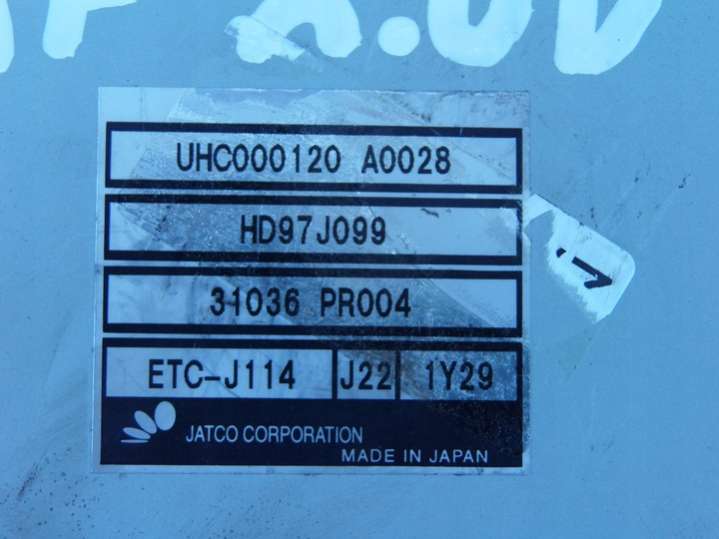 UHC000120 A0028
HD97J099
31036 PR004
ETC-J114 J22 1Y29
JATCO CORPORATION
MADE IN JAPAN